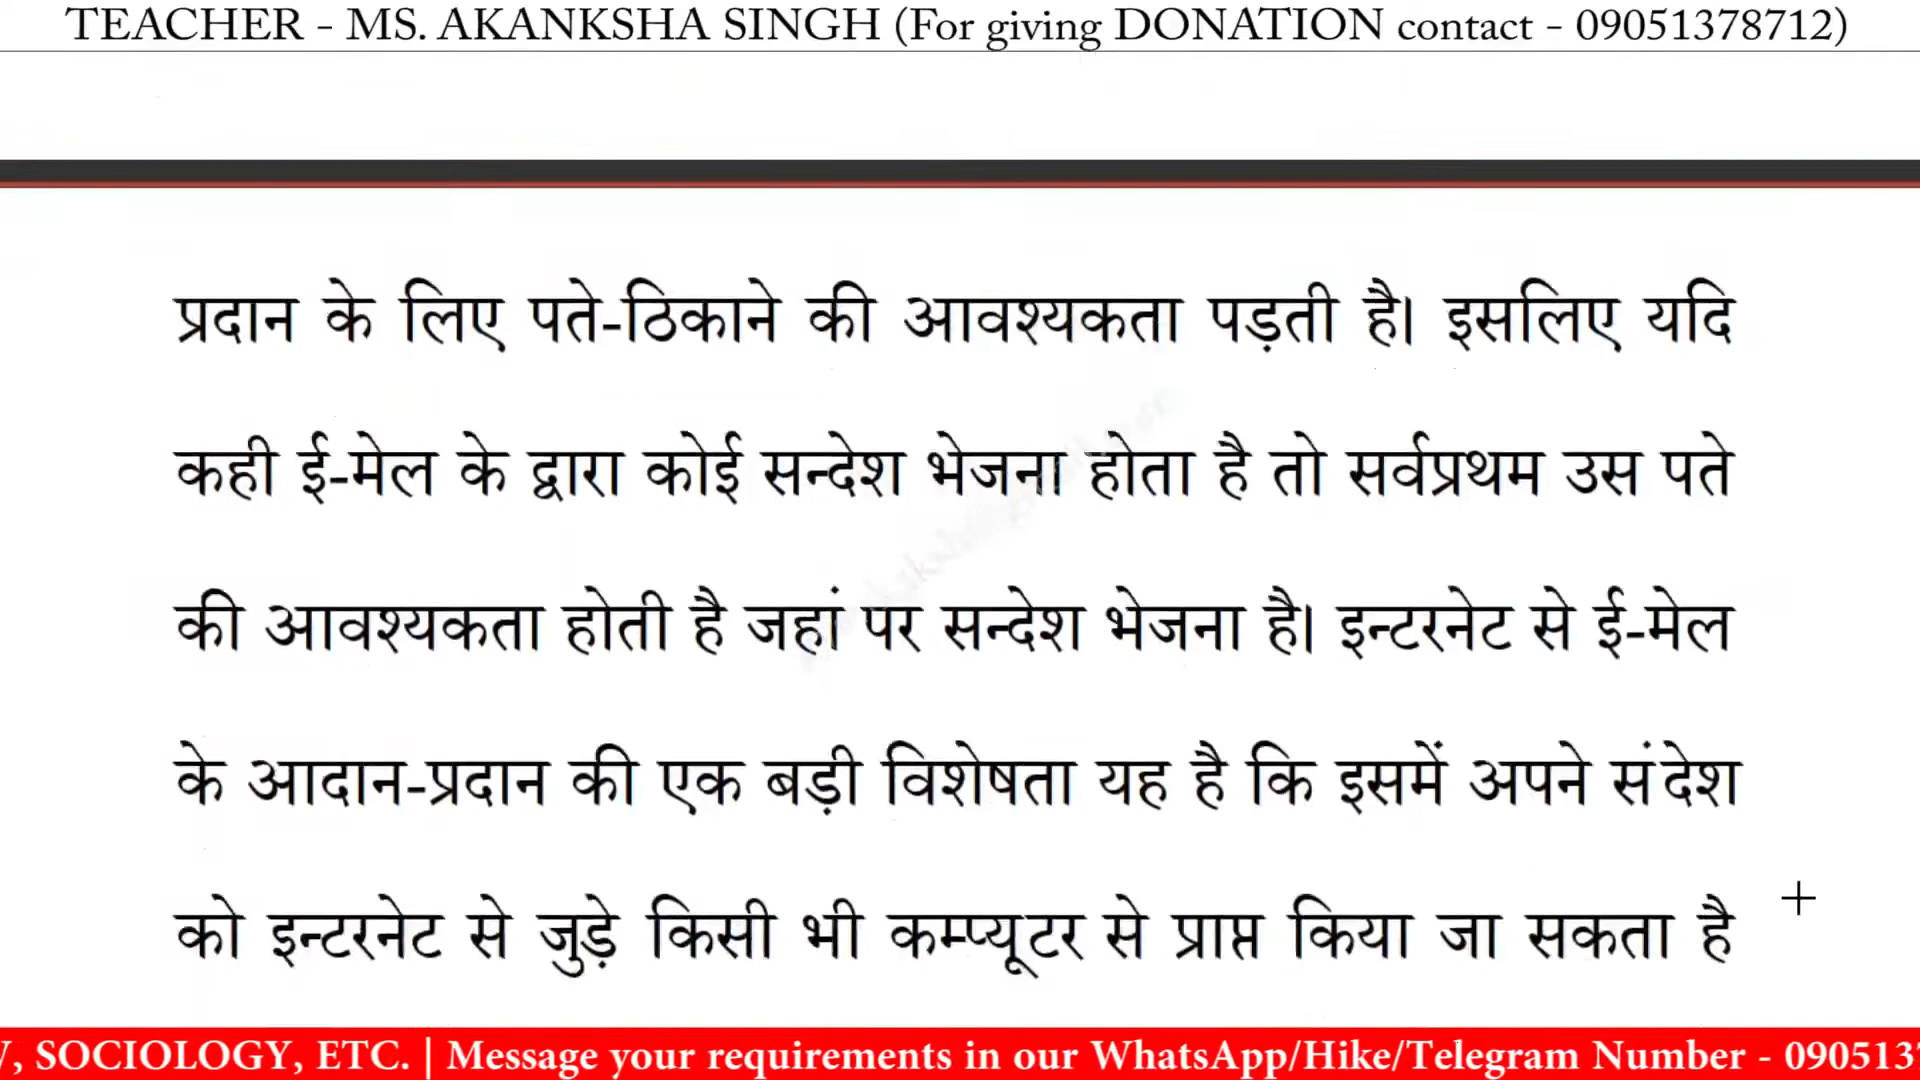 TEACHER - MS. AKANKSHA SINGH (For giving DONATION contact - 09051378712)
प्रदान के लिए पते-ठिकाने की आवश्यकता पड़ती है। इसलिए यदि
कही ई-मेल के द्वारा कोई सन्देश भेजना होता है तो सर्वप्रथम उस पते
की आवश्यकता होती है जहां पर सन्देश भेजना है। इन्टरनेट से ई-मेल
के आदान-प्रदान की एक बड़ी विशेषता यह है कि इसमें अपने संदेश
को इन्टरनेट से जुड़े किसी भी कम्प्यूटर से प्राप्त किया जा सकता है
, SOCIOLOGY, ETC. | Message your requirements in our WhatsApp/Hike/Telegram Number - 090513